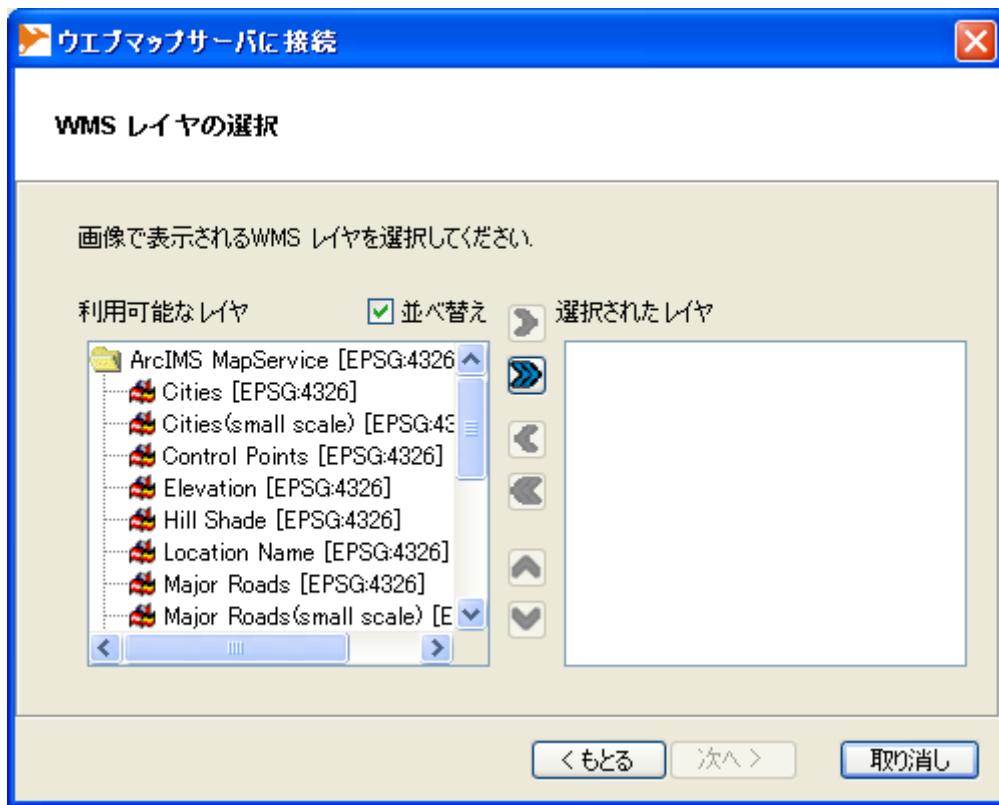 ウエブマップサーバに接続
WMS レイヤの選択
画像で表示されるWMS レイヤを選択してください.
利用可能なレイヤ 並べ替え 選択されたレイヤ
ArcIMS MapService [EPSG:4326
Cities [EPSG:4326]
Cities(small scale) [EPSG:43
Control Points [EPSG:4326]
Elevation [EPSG:4326]
Hill Shade [EPSG:4326]
Location Name [EPSG:4326]
Major Roads [EPSG:4326]
Major Roads(small scale) [E
< もとる 次へ > 取り消し